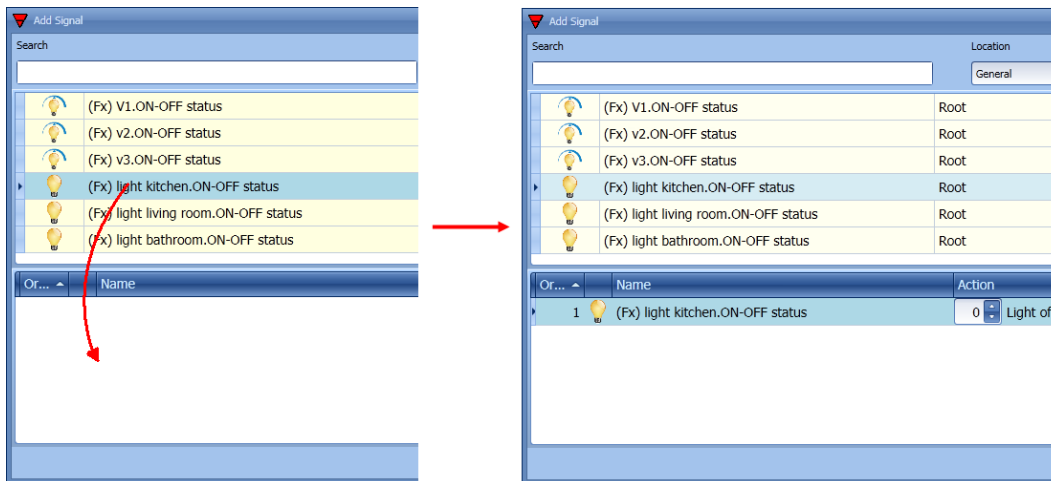 Add Signal
Search
(Fx) V1.ON-OFF status
(Fx) v2.ON-OFF status
(Fx) v3.ON-OFF status
(Fx) light kitchen.ON-OFF status
(Fx) light living room.ON-OFF status
(Fx) light bathroom.ON-OFF status
Or... Name
Add Signal
Search Location
General
(Fx) V1.ON-OFF status Root
(Fx) v2.ON-OFF status Root
(Fx) v3.ON-OFF status Root
(Fx) light kitchen.ON-OFF status Root
(Fx) light living room.ON-OFF status Root
(Fx) light bathroom.ON-OFF status Root
Or... Name Action
1 (Fx) light kitchen.ON-OFF status 0 Light of